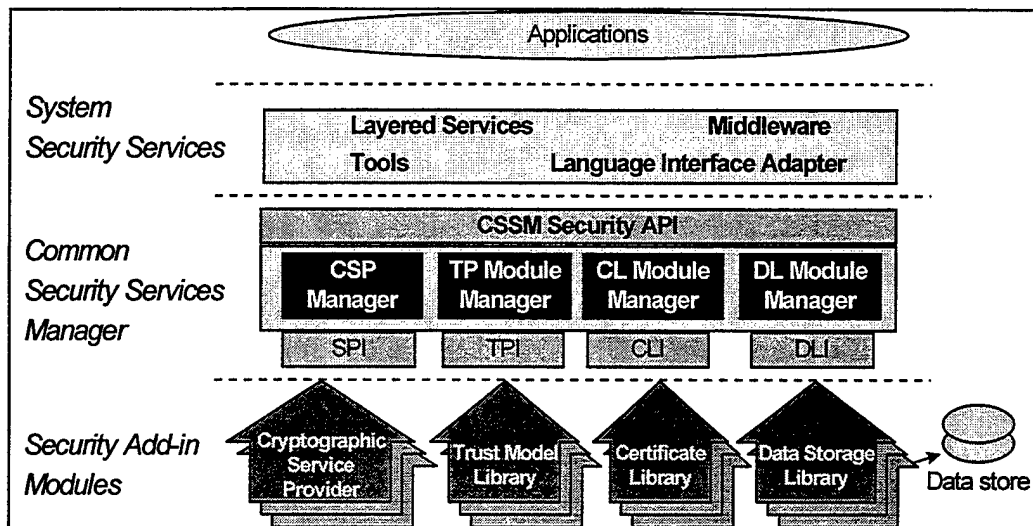 Applications
System
Security Services
Layered Services Middleware
Tools Language Interface Adapter
Common
Security Services
Manager
CSSM Security API
CSP
Manager
TP Module
Manager
CL Module
Manager
DL Module
Manager
SPI
TPI
CLI
DLI
Security Add-in
Modules
Cryptographic
Service
Provider
Trust Model
Library
Certificate
Library
Data Storage
Library
Data store